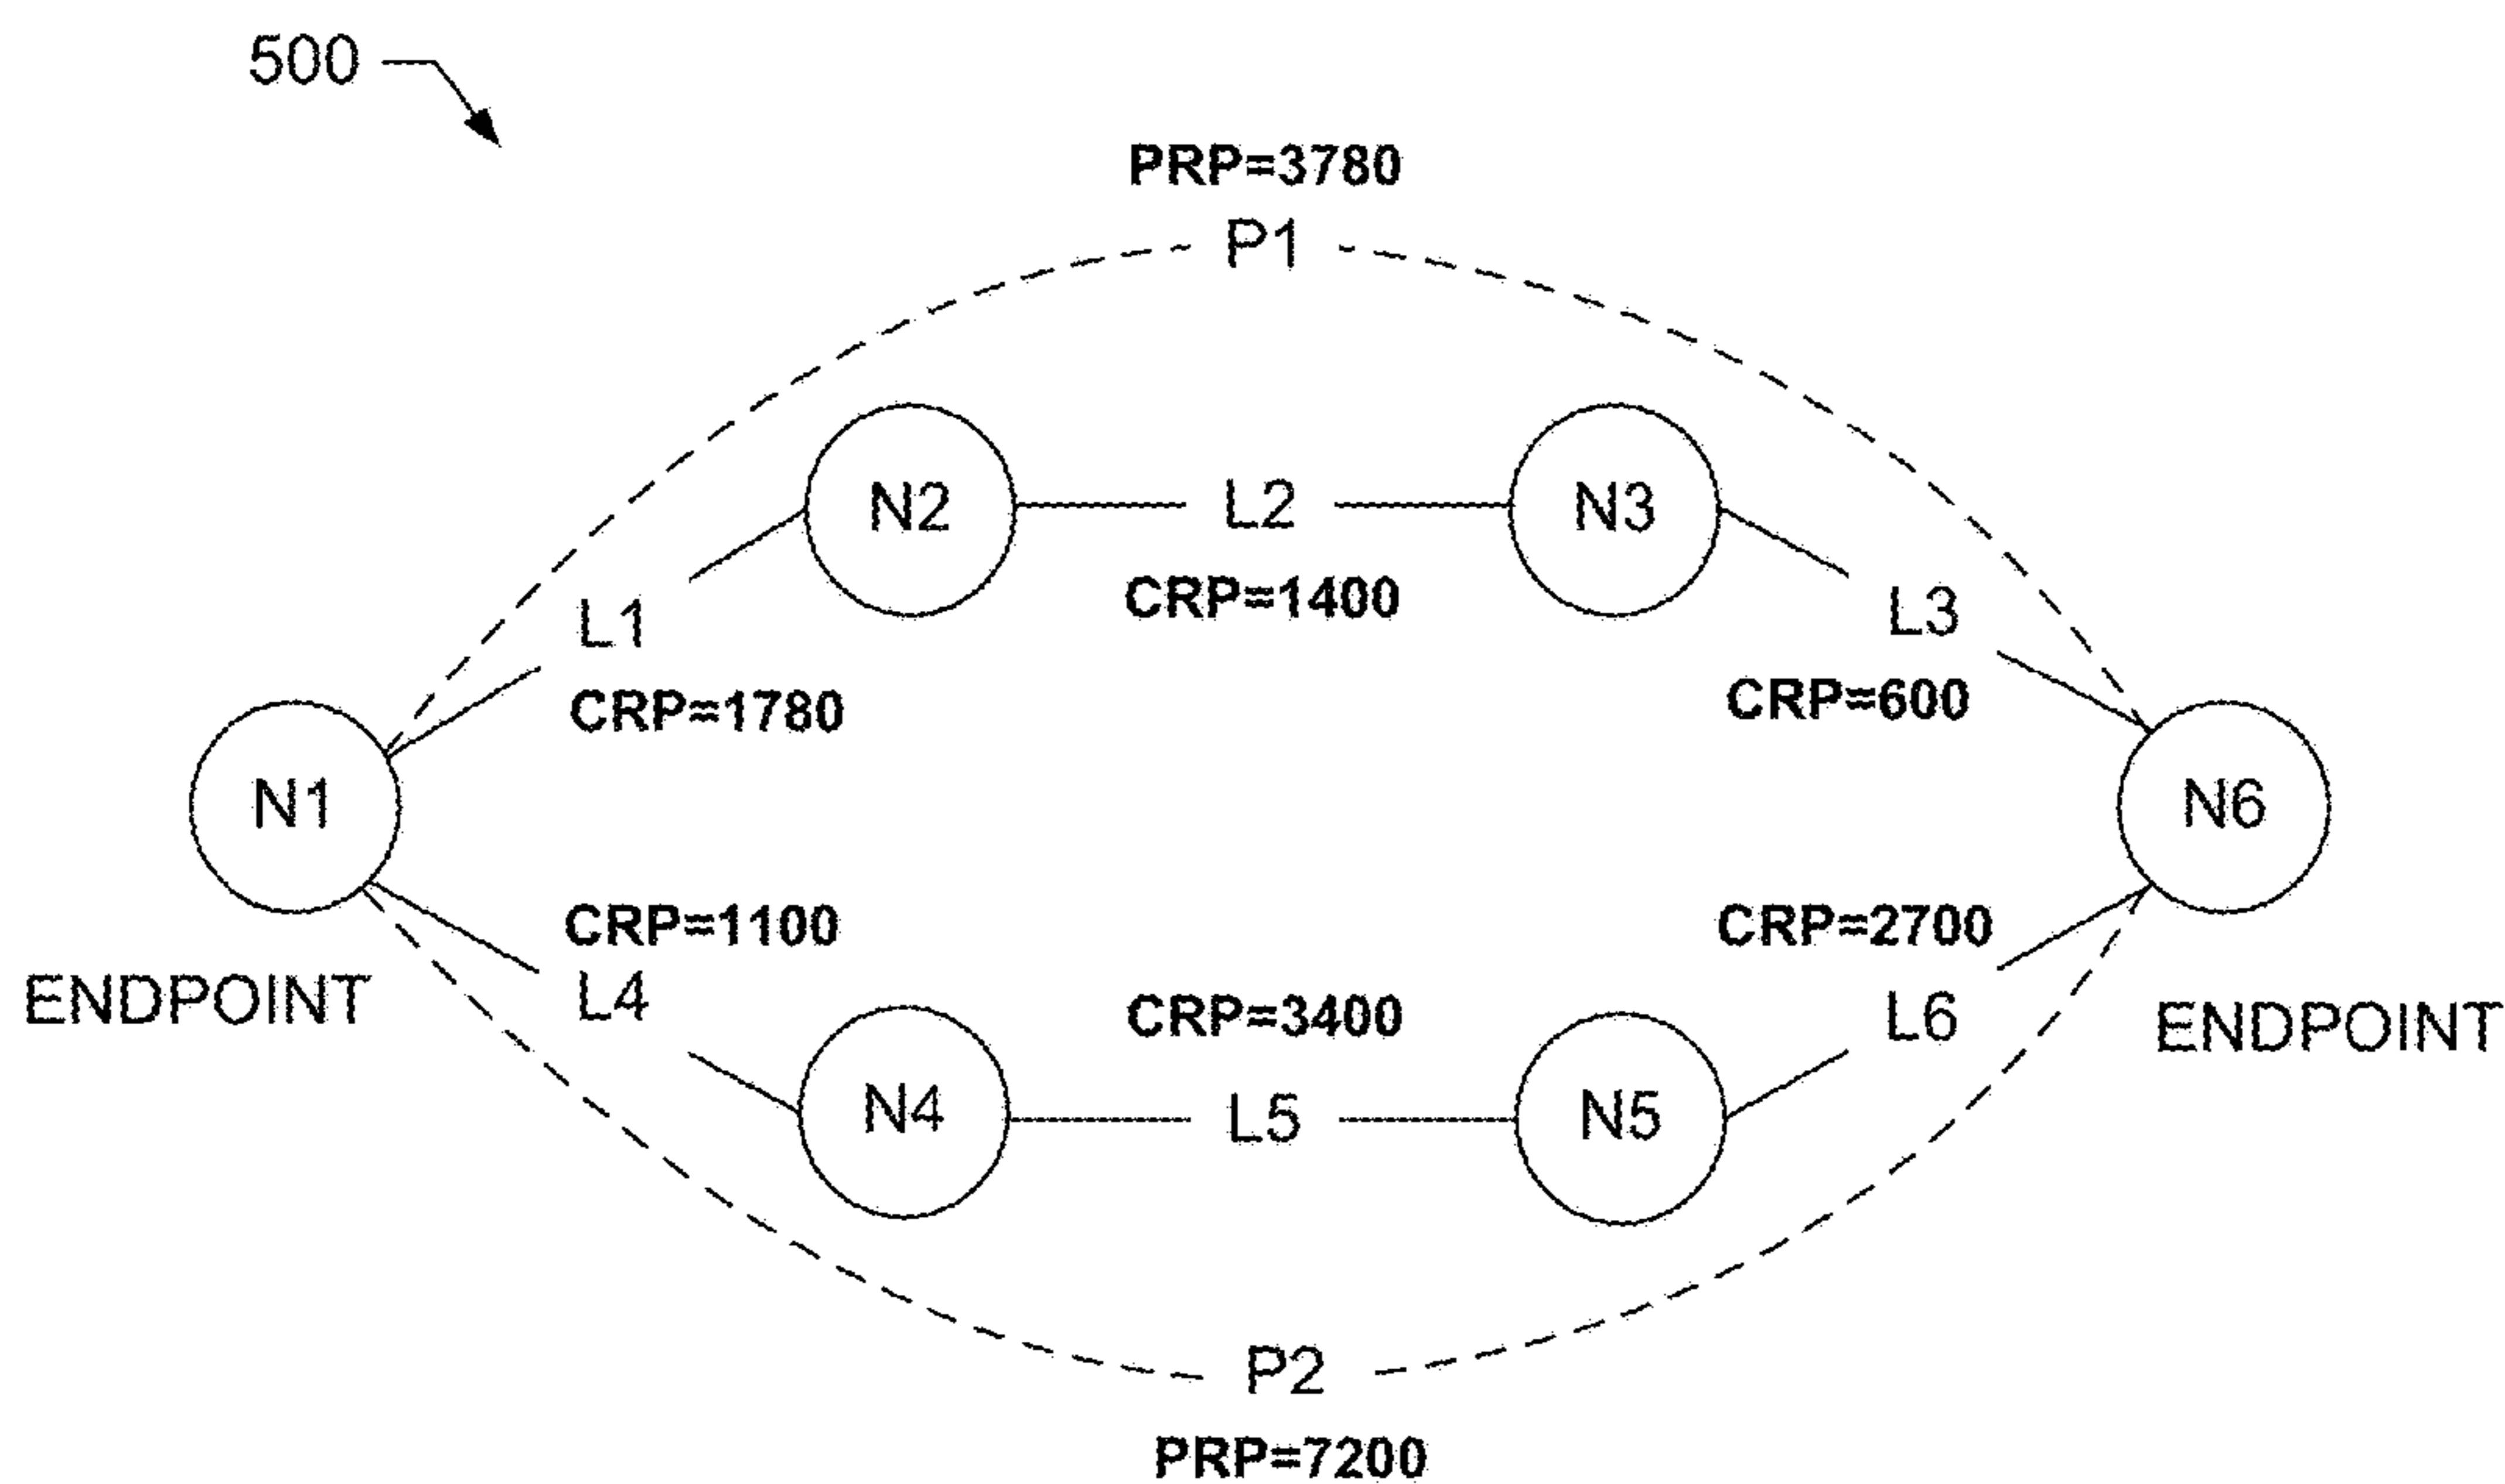 500
PRP=3780
P1
N2
L2
N3
CRP=1400
L1
L3
CRP=1780
CRP=600
N1
N6
CRP=1100
CRP=2700
ENDPOINT
L4
CRP=3400
L6
ENDPOINT
N4
L5
N5
P2
PRP=7200